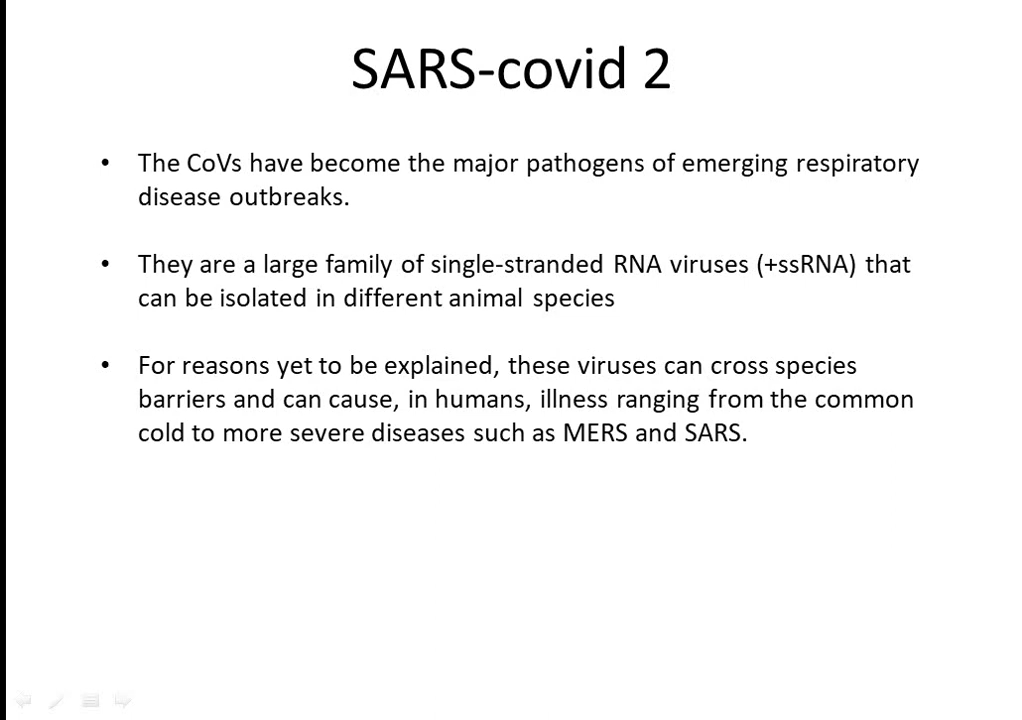 SARS-covid 2
• The CoVs have become the major pathogens of emerging respiratory
disease outbreaks.
• They are a large family of single-stranded RNA viruses (+ssRNA) that
can be isolated in different animal species
• For reasons yet to be explained, these viruses can cross species
barriers and can cause, in humans, illness ranging from the common
cold to more severe diseases such as MERS and SARS.